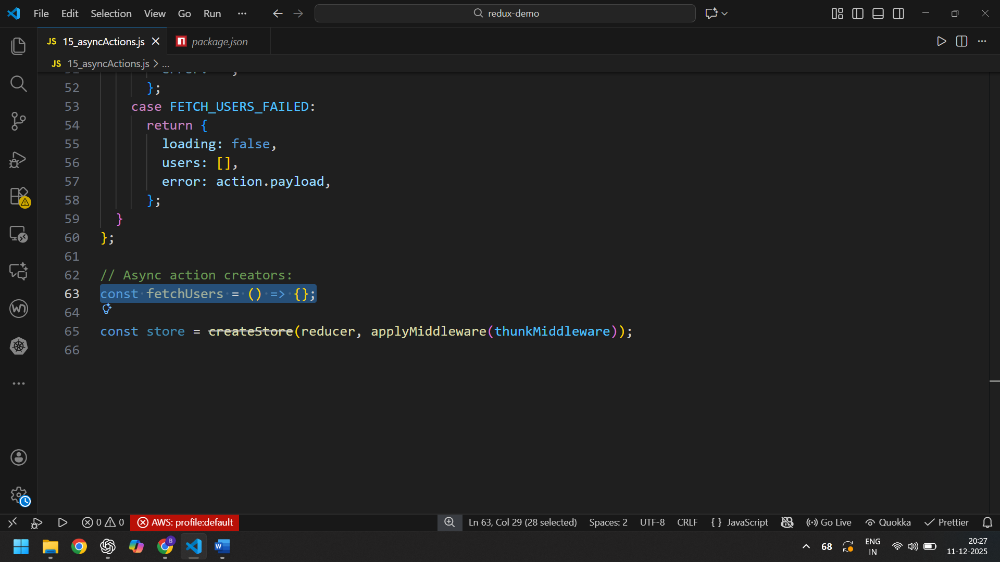 File Edit Selection View Go Run ··· redux-demo
JS 15_asyncActions.js package.json
JS 15_asyncActions.js > ...
52 };
53 case FETCH_USERS_FAILED:
54 return {
55 loading: false,
56 users: [],
57 error: action.payload,
58 };
59 }
60 };
61
62 // Async action creators:
63 const fetchUsers = () => {};
64
65 const store = createStore(reducer, applyMiddleware(thunkMiddleware));
66
0 0 AWS: profile:default Ln 63, Col 29 (28 selected) Spaces: 2 UTF-8 CRLF { } JavaScript Go Live Quokka Prettier
B W 68 ENG IN 20:27 11-12-2025